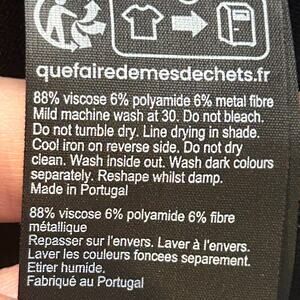 quefairedemesdechets.fr
88% viscose 6% polyamide 6% metal fibre
Mild machine wash at 30. Do not bleach.
Do not tumble dry. Line drying in shade.
Cool iron on reverse side. Do not dry
clean. Wash inside out. Wash dark colours
separately. Reshape whilst damp.
Made in Portugal
88% viscose 6% polyamide 6% fibre
métallique
Repasser sur l'envers. Laver à l'envers.
Laver les couleurs foncées separement.
Etirer humide.
Fabriqué au Portugal